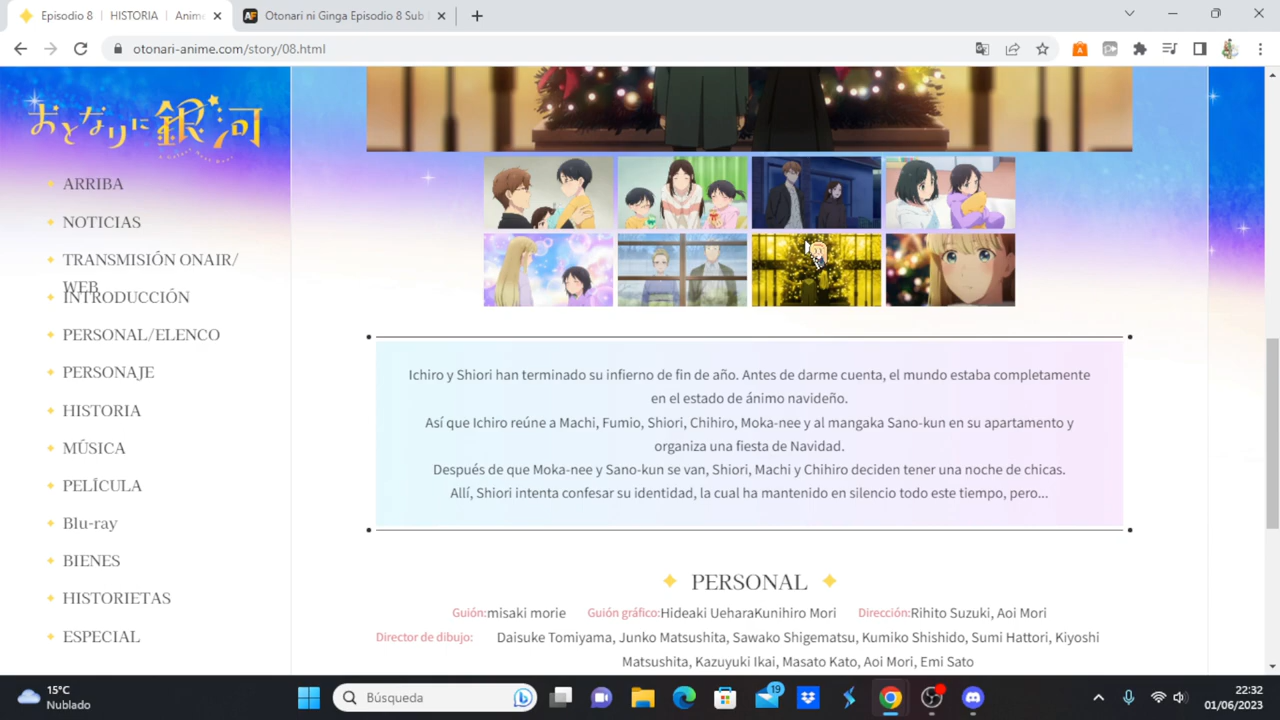 Episodio 8 | HISTORIA | Anime
Otonari ni Ginga Episodio 8 Sub
otonari-anime.com/story/08.html
おとなりに銀河
ARRIBA
NOTICIAS
TRANSMISIÓN ONAIR/
WEB
INTRODUCCIÓN
PERSONAL/ELENCO
PERSONAJE
HISTORIA
MÚSICA
PELÍCULA
Blu-ray
BIENES
HISTORIETAS
ESPECIAL
Ichiro y Shiori han terminado su infierno de fin de año. Antes de darme cuenta, el mundo estaba completamente
en el estado de ánimo navideño.
Así que Ichiro reúne a Machi, Fumio, Shiori, Chihiro, Moka-nee y al mangaka Sano-kun en su apartamento y
organiza una fiesta de Navidad.
Después de que Moka-nee y Sano-kun se van, Shiori, Machi y Chihiro deciden tener una noche de chicas.
Allí, Shiori intenta confesar su identidad, la cual ha mantenido en silencio todo este tiempo, pero...
PERSONAL
Guión:misaki morie Guión gráfico:Hideaki UeharaKunihiro Mori Dirección:Rihito Suzuki, Aoi Mori
Director de dibujo: Daisuke Tomiyama, Junko Matsushita, Sawako Shigematsu, Kumiko Shishido, Sumi Hattori, Kiyoshi
Matsushita, Kazuyuki Ikai, Masato Kato, Aoi Mori, Emi Sato
15°C
Nublado
Búsqueda
19
22:32
01/06/2023